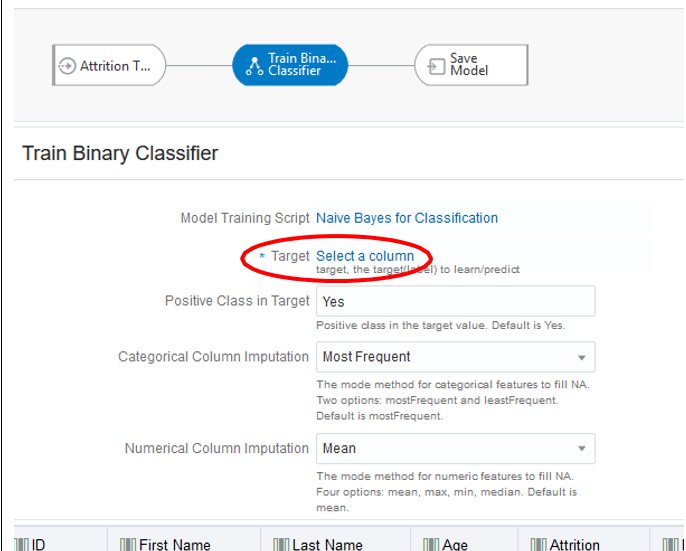 Attrition T...
Train Bina...
Classifier
Save
Model
Train Binary Classifier
Model Training Script Naive Bayes for Classification
* Target Select a column
target, the target(label) to learn/predict
Positive Class in Target Yes
Positive class in the target value. Default is Yes.
Categorical Column Imputation Most Frequent
The mode method for categorical features to fill NA.
Two options: mostFrequent and leastFrequent.
Default is mostFrequent.
Numerical Column Imputation Mean
The mode method for numeric features to fill NA.
Four options: mean, max, min, median. Default is
mean.
ID First Name Last Name Age Attrition